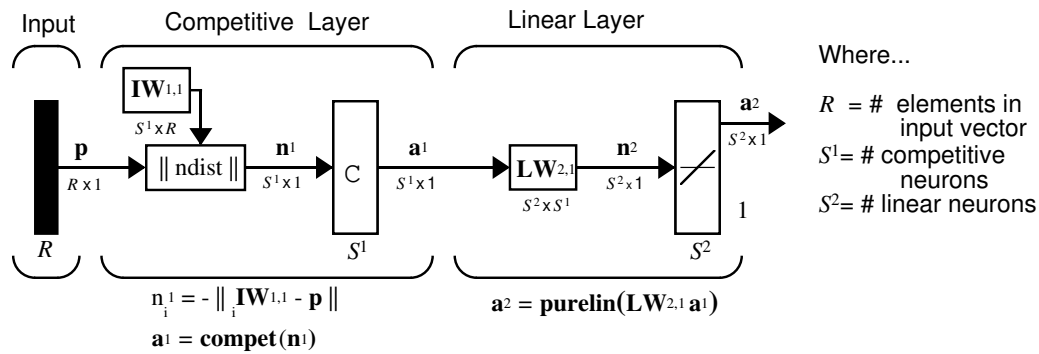 Input
Competitive Layer
Linear Layer
Where...
IW1,1
S1 x R
p
R x 1
|| ndist ||
n1
S1 x 1
C
a1
S1 x 1
LW2,1
S2 x S1
n2
S2 x 1
a2
S2 x 1
1
R
S1
S2
R = # elements in
input vector
S1= # competitive
neurons
S2= # linear neurons
ni1 = - || iIW1,1 - p ||
a1 = compet(n1)
a2 = purelin(LW2,1 a1)